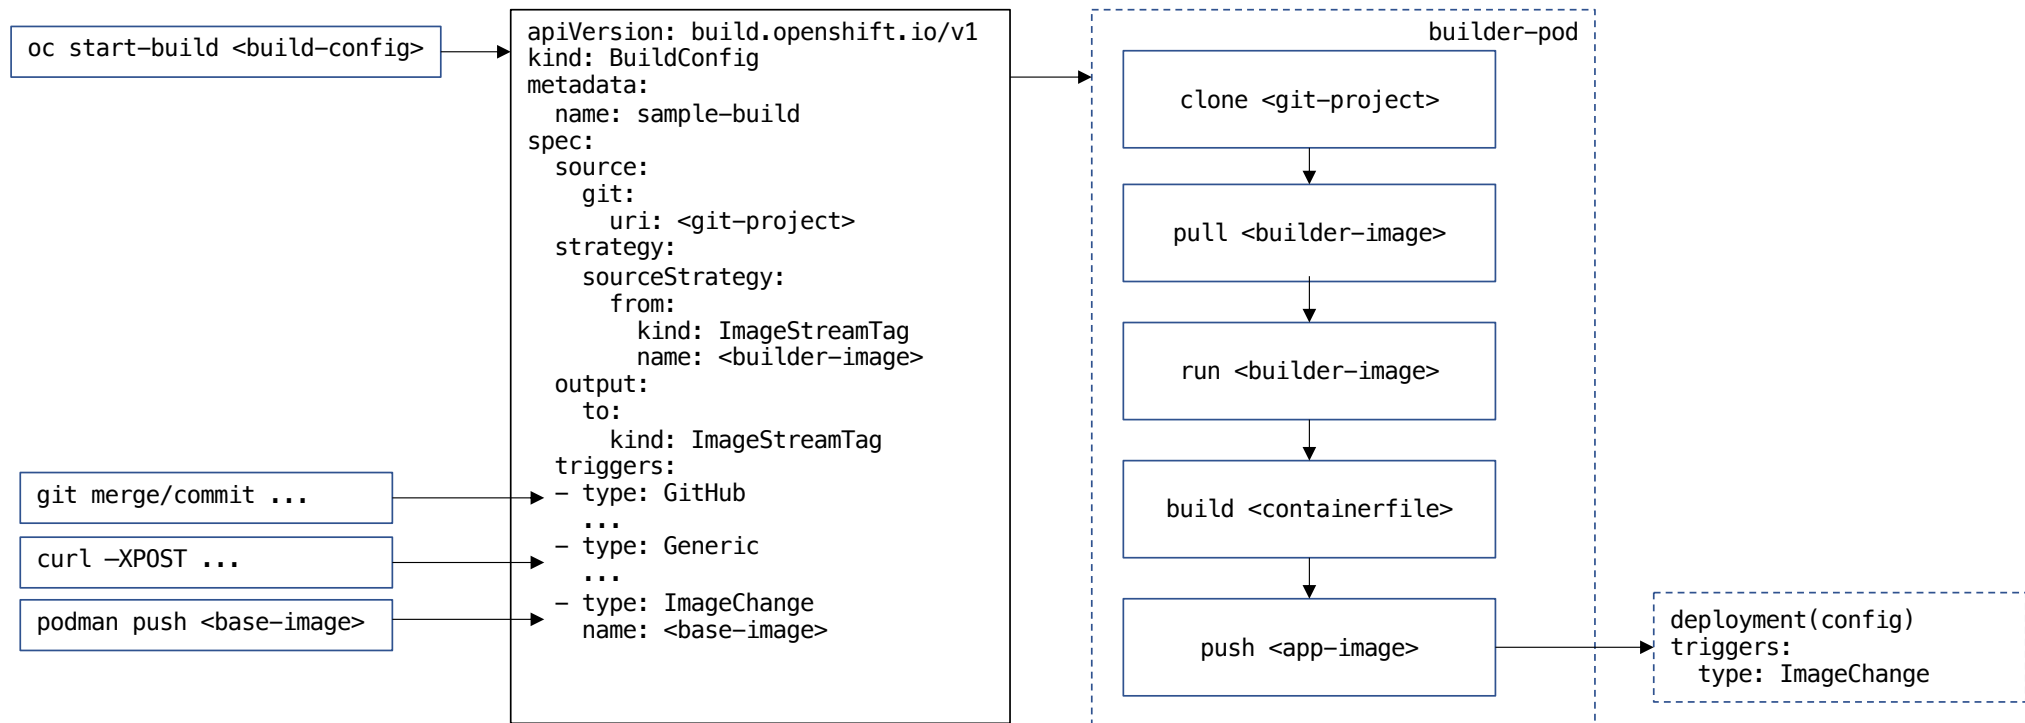 oc start-build <build-config>
apiVersion: build.openshift.io/v1
kind: BuildConfig
metadata:
  name: sample-build
spec:
  source:
    git:
      uri: <git-project>
  strategy:
    sourceStrategy:
      from:
        kind: ImageStreamTag
        name: <builder-image>
  output:
    to:
      kind: ImageStreamTag
  triggers:
  - type: GitHub
    ...
  - type: Generic
    ...
  - type: ImageChange
    name: <base-image>
git merge/commit ...
curl -XPOST ...
podman push <base-image>
builder-pod
clone <git-project>
pull <builder-image>
run <builder-image>
build <containerfile>
push <app-image>
deployment(config)
triggers:
  type: ImageChange